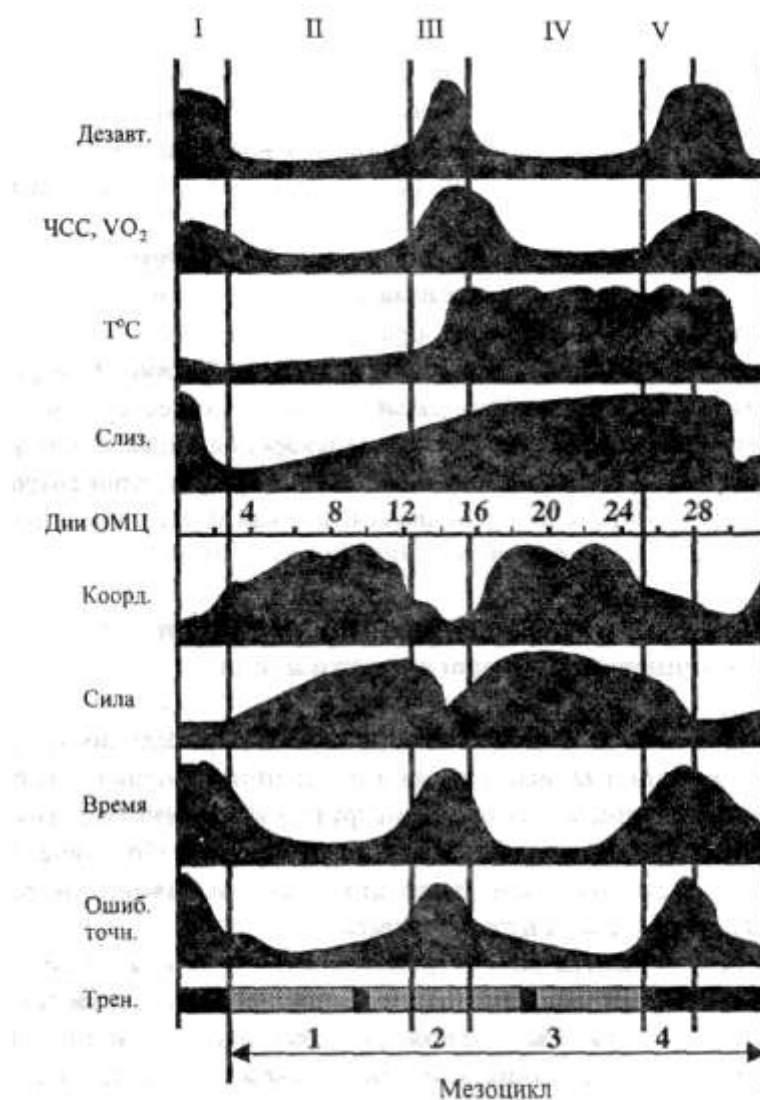 I II III IV V
Дезавт.
ЧСС, VO₂
T°C
Слиз.
Дни ОМЦ 4 8 12 16 20 24 28
Коорд.
Сила
Время
Ошиб.
точн.
Трен.
1 2 3 4
Мезоцикл